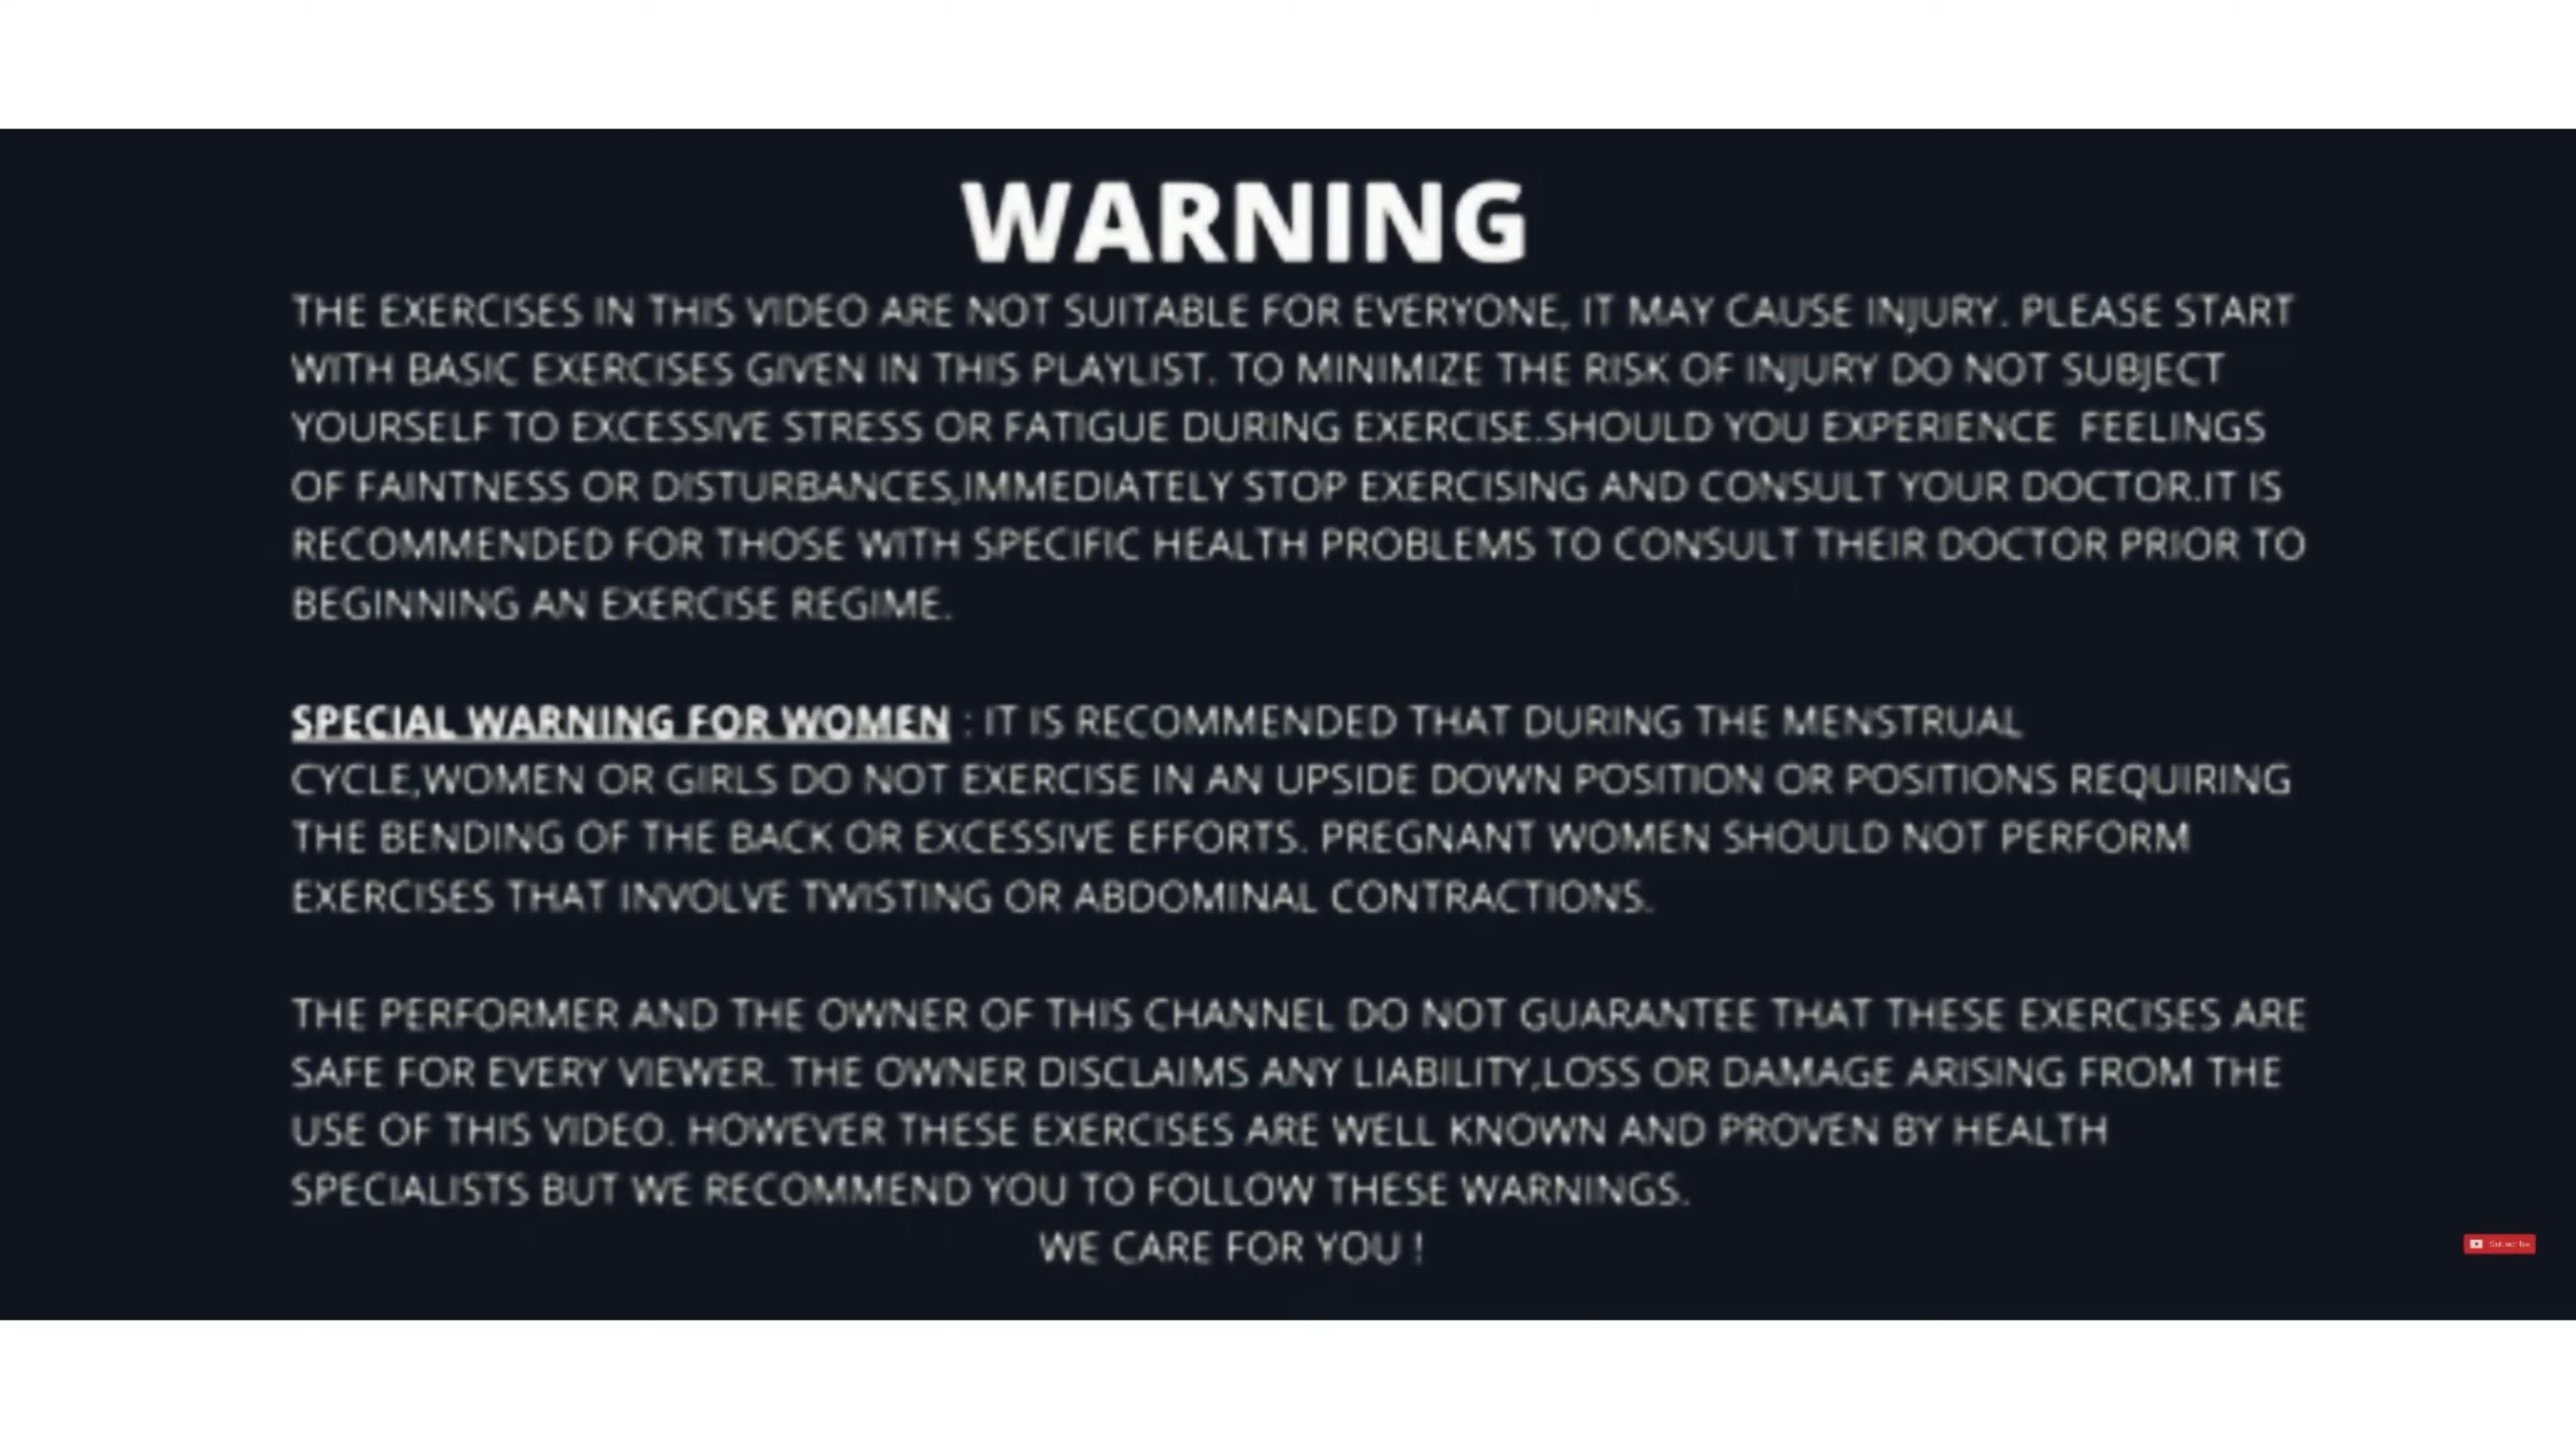 WARNING
THE EXERCISES IN THIS VIDEO ARE NOT SUITABLE FOR EVERYONE, IT MAY CAUSE INJURY. PLEASE START
WITH BASIC EXERCISES GIVEN IN THIS PLAYLIST. TO MINIMIZE THE RISK OF INJURY DO NOT SUBJECT
YOURSELF TO EXCESSIVE STRESS OR FATIGUE DURING EXERCISE.SHOULD YOU EXPERIENCE  FEELINGS
OF FAINTNESS OR DISTURBANCES,IMMEDIATELY STOP EXERCISING AND CONSULT YOUR DOCTOR.IT IS
RECOMMENDED FOR THOSE WITH SPECIFIC HEALTH PROBLEMS TO CONSULT THEIR DOCTOR PRIOR TO
BEGINNING AN EXERCISE REGIME.
SPECIAL WARNING FOR WOMEN : IT IS RECOMMENDED THAT DURING THE MENSTRUAL
CYCLE,WOMEN OR GIRLS DO NOT EXERCISE IN AN UPSIDE DOWN POSITION OR POSITIONS REQUIRING
THE BENDING OF THE BACK OR EXCESSIVE EFFORTS. PREGNANT WOMEN SHOULD NOT PERFORM
EXERCISES THAT INVOLVE TWISTING OR ABDOMINAL CONTRACTIONS.
THE PERFORMER AND THE OWNER OF THIS CHANNEL DO NOT GUARANTEE THAT THESE EXERCISES ARE
SAFE FOR EVERY VIEWER. THE OWNER DISCLAIMS ANY LIABILITY,LOSS OR DAMAGE ARISING FROM THE
USE OF THIS VIDEO. HOWEVER THESE EXERCISES ARE WELL KNOWN AND PROVEN BY HEALTH
SPECIALISTS BUT WE RECOMMEND YOU TO FOLLOW THESE WARNINGS.
WE CARE FOR YOU !
Subscribe